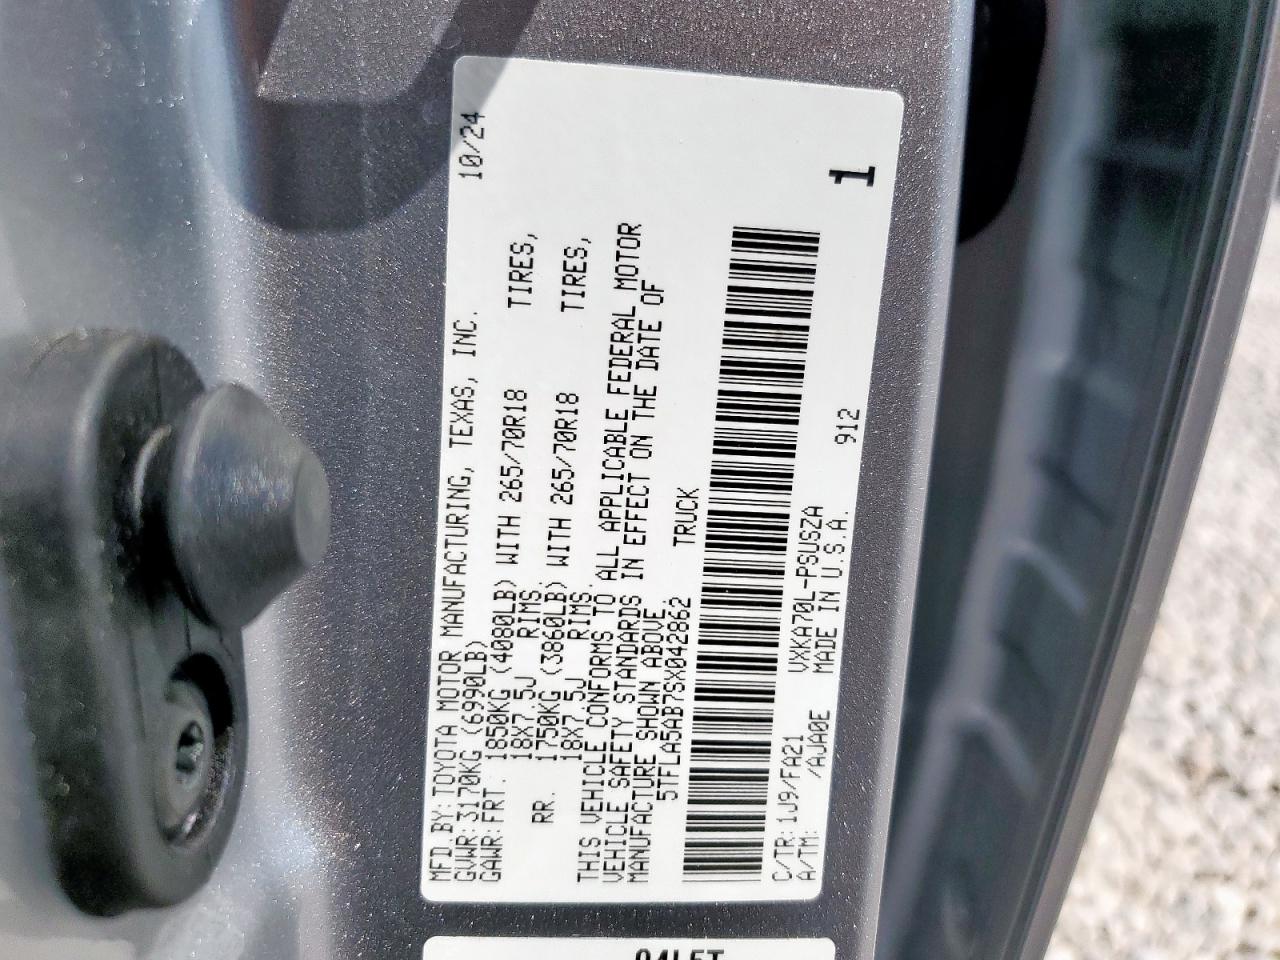 MFD.BY:TOYOTA MOTOR MANUFACTURING, TEXAS, INC. 10/24
GVWR:3170KG (6990LB)
GAWR:FRT. 1850KG (4080LB) WITH 265/70R18 TIRES,
18X7.5J RIMS.
RR. 1750KG (3860LB) WITH 265/70R18 TIRES,
18X7.5J RIMS.
THIS VEHICLE CONFORMS TO ALL APPLICABLE FEDERAL MOTOR
VEHICLE SAFETY STANDARDS IN EFFECT ON THE DATE OF
MANUFACTURE SHOWN ABOVE.
5TFLA5AB7SX042862 TRUCK
C/TR:1J9/FA21 VXKA70L-PSUSZA
A/TM: /AJA0E MADE IN U.S.A. 912 1